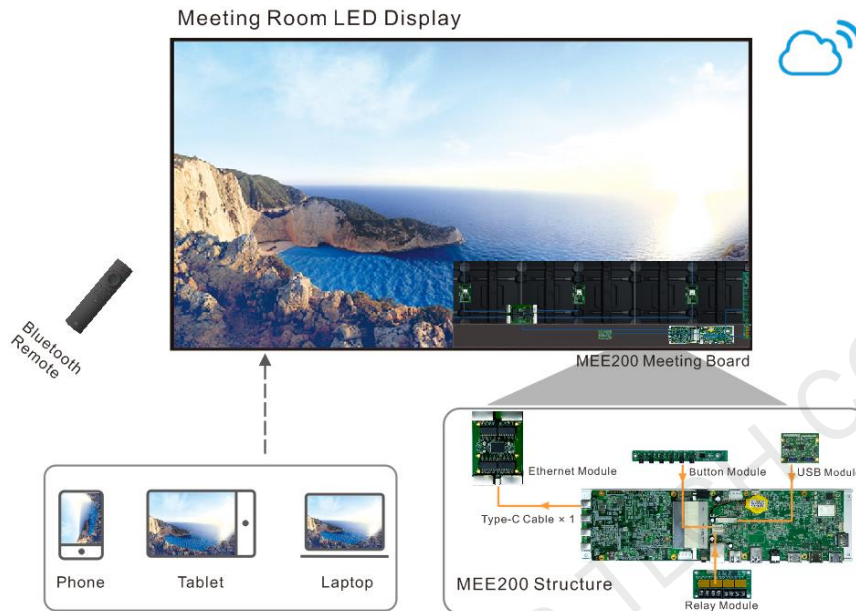 Meeting Room LED Display
Bluetooth
Remote
MEE200 Meeting Board
Ethernet Module
Button Module
USB Module
Type-C Cable × 1
Phone
Tablet
Laptop
MEE200 Structure
Relay Module